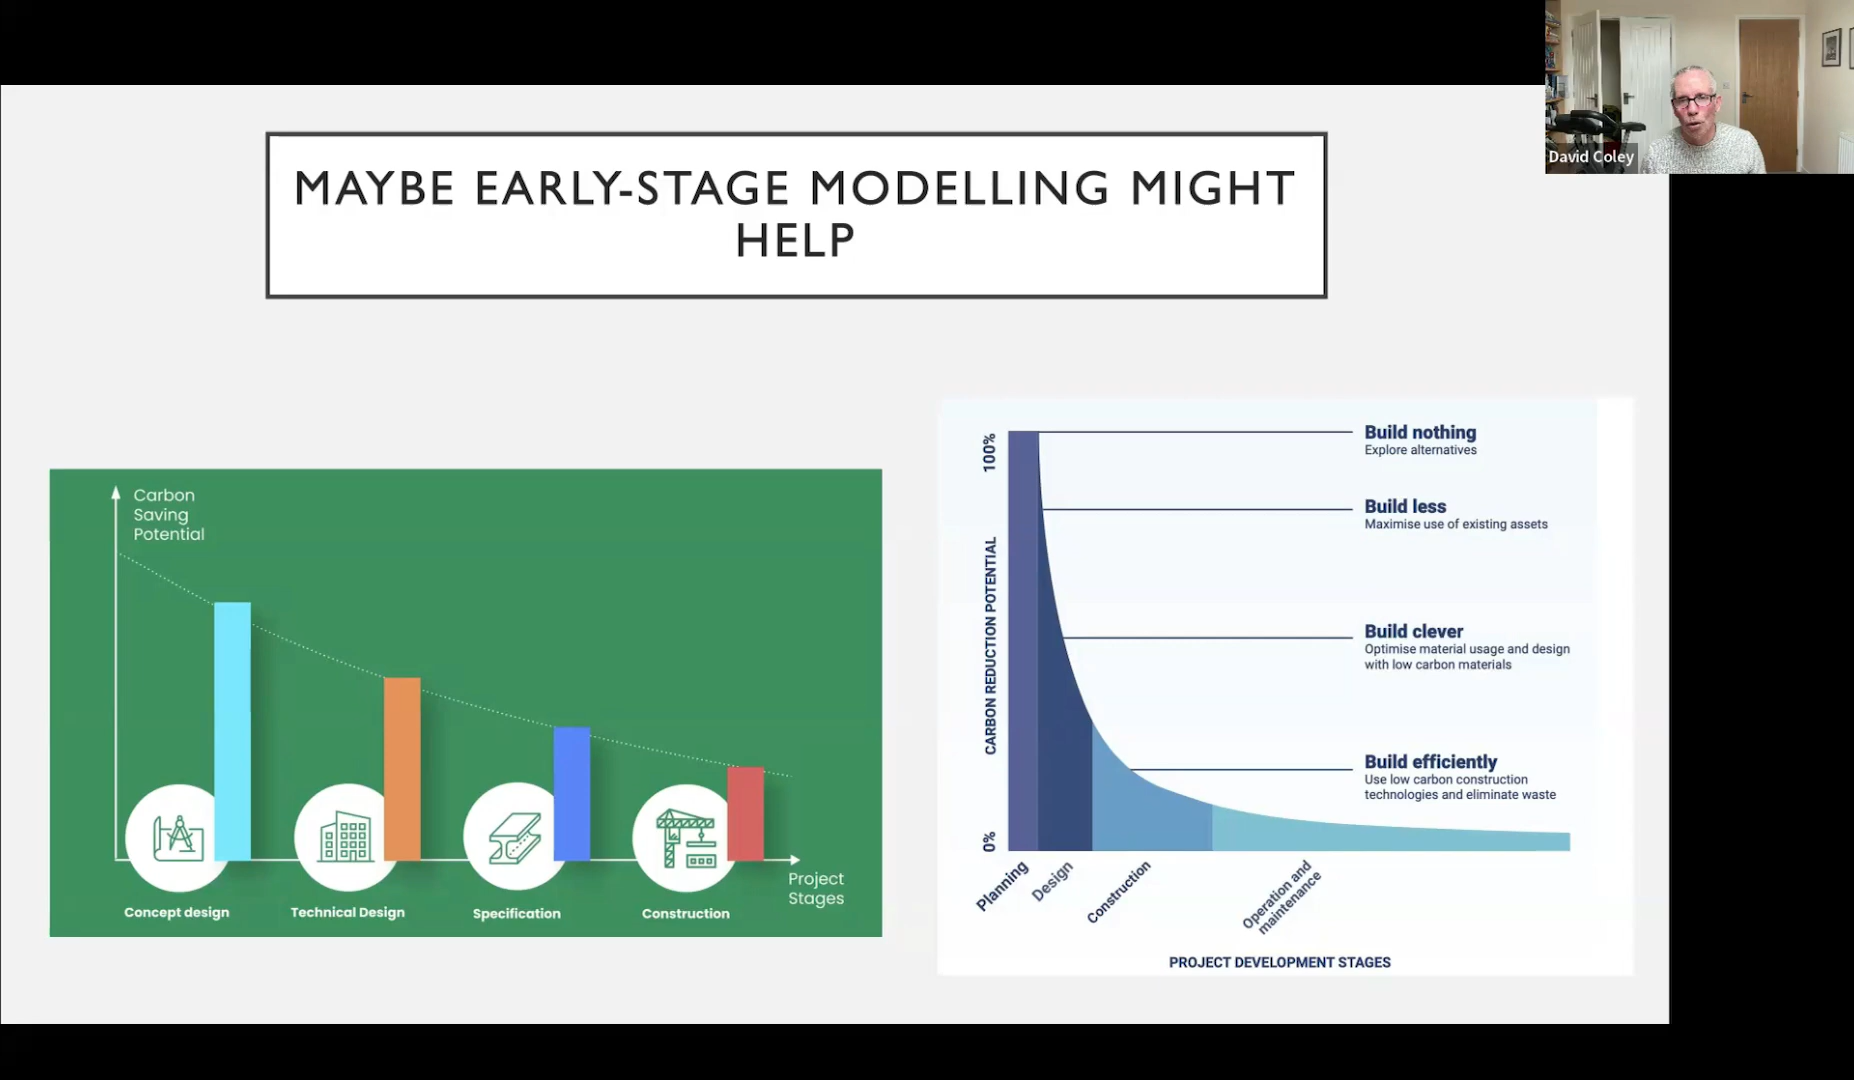 David Coley
MAYBE EARLY-STAGE MODELLING MIGHT
HELP
Carbon
Saving
Potential
Project
Stages
Concept design
Technical Design
Specification
Construction
100%
0%
CARBON REDUCTION POTENTIAL
Build nothing
Explore alternatives
Build less
Maximise use of existing assets
Build clever
Optimise material usage and design
with low carbon materials
Build efficiently
Use low carbon construction
technologies and eliminate waste
Planning
Design
Construction
Operation and
maintenance
PROJECT DEVELOPMENT STAGES